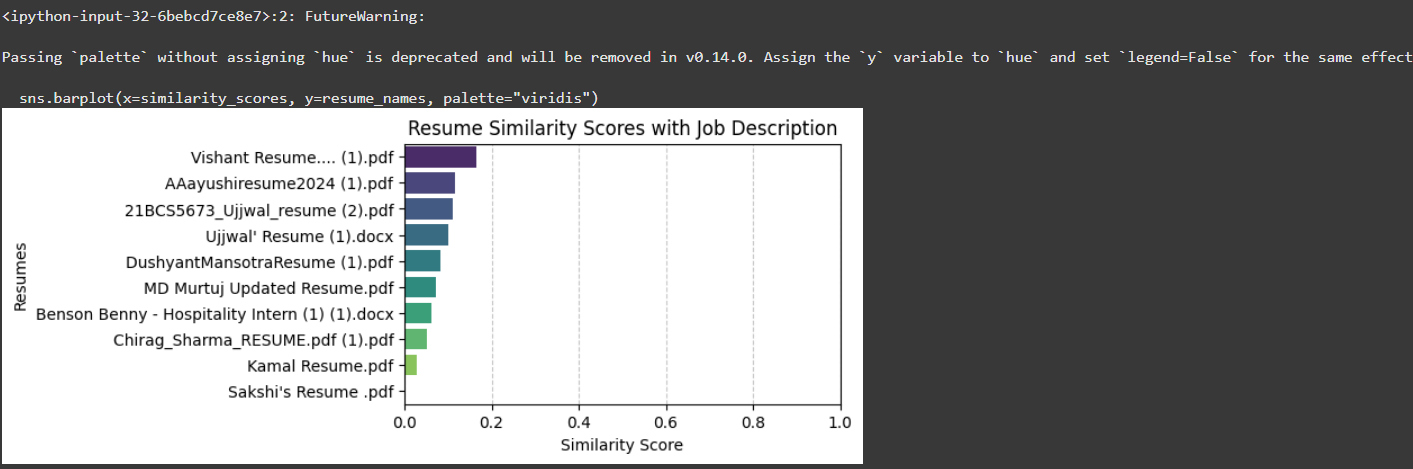 <ipython-input-32-6bebcd7ce8e7>:2: FutureWarning:
Passing `palette` without assigning `hue` is deprecated and will be removed in v0.14.0. Assign the `y` variable to `hue` and set `legend=False` for the same effect
sns.barplot(x=similarity_scores, y=resume_names, palette="viridis")
Resume Similarity Scores with Job Description
Resumes
Vishant Resume.... (1).pdf
AAayushiresume2024 (1).pdf
21BCS5673_Ujjwal_resume (2).pdf
Ujjwal' Resume (1).docx
DushyantMansotraResume (1).pdf
MD Murtuj Updated Resume.pdf
Benson Benny - Hospitality Intern (1) (1).docx
Chirag_Sharma_RESUME.pdf (1).pdf
Kamal Resume.pdf
Sakshi's Resume .pdf
0.0 0.2 0.4 0.6 0.8 1.0
Similarity Score